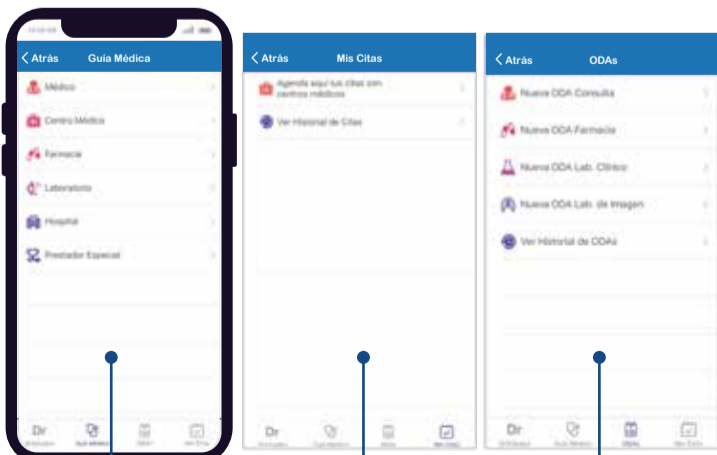 Atrás Guía Médica
Médico
Centro Médico
Farmacia
Laboratorio
Hospital
Prestador Especial
Dr
Atrás Mis Citas
Agenda aquí tus citas con
centros médicos
Ver Historial de Citas
Dr
Atrás ODAs
Nueva ODA Consulta
Nueva ODA Farmacia
Nueva ODA Lab. Clínico
Nueva ODA Lab. de Imagen
Ver Historial de ODAs
Dr
ODAs